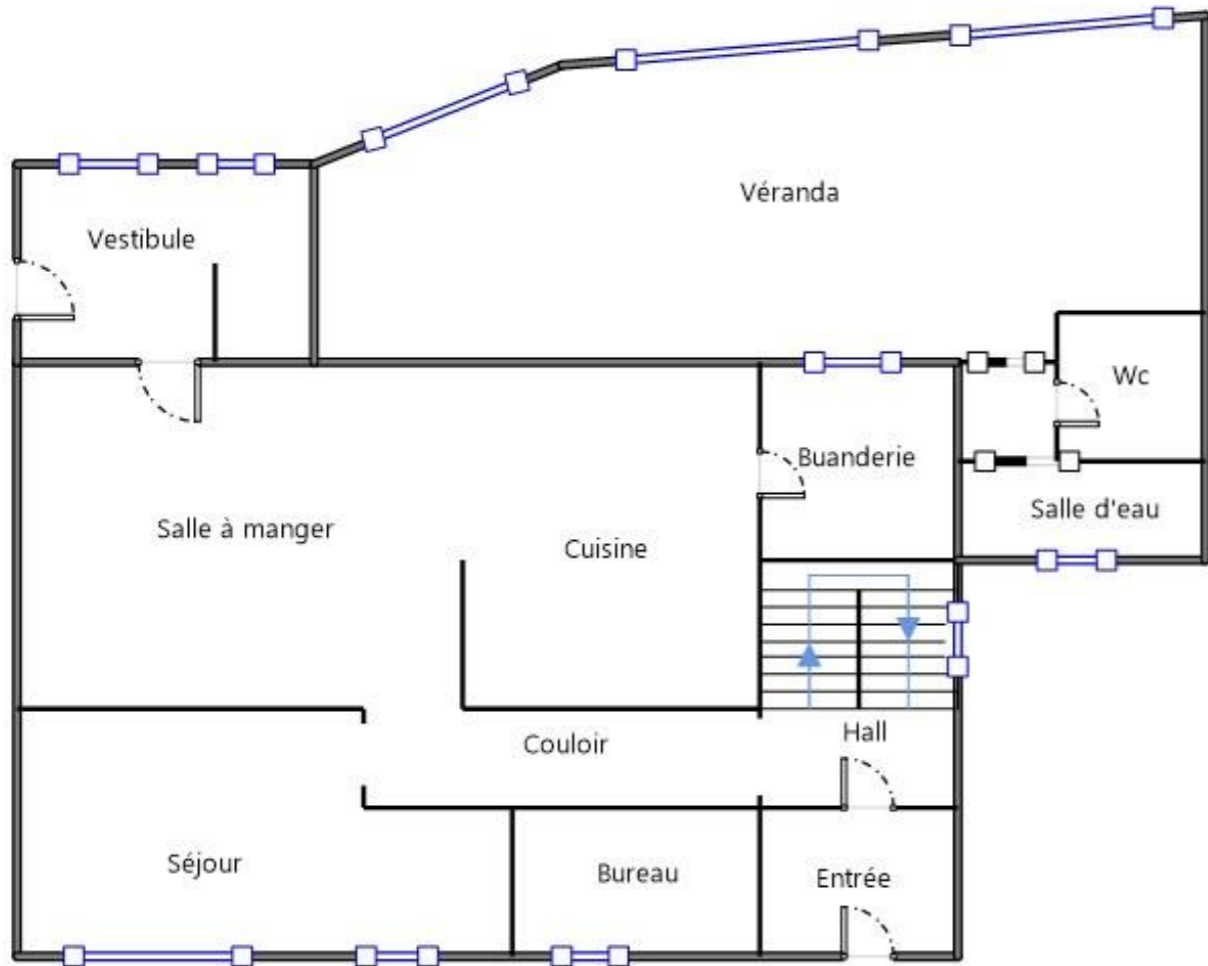 Véranda
Vestibule
Wc
Buanderie
Salle d'eau
Salle à manger
Cuisine
Hall
Couloir
Séjour
Bureau
Entrée